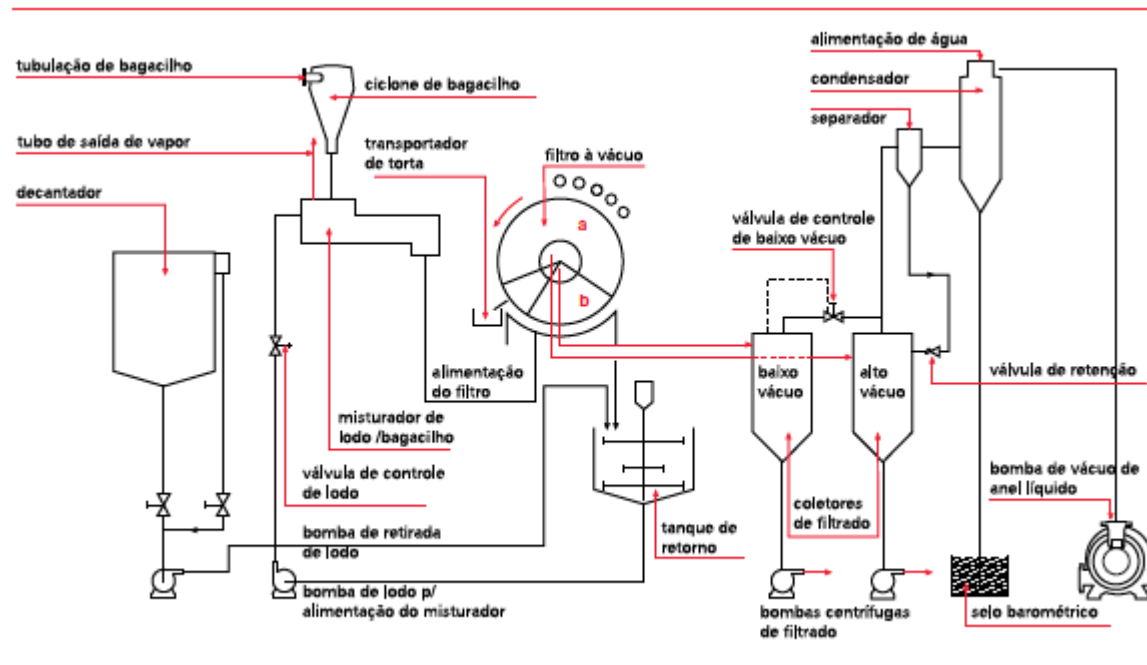 tubulação de bagacilho
ciclone de bagacilho
tubo de saída de vapor
decantador
transportador
de torta
filtro à vácuo
a
b
alimentação de água
condensador
separador
válvula de controle
de baixo vácuo
baixo
vácuo
alto
vácuo
válvula de retenção
alimentação
do filtro
misturador de
lodo /bagacilho
válvula de controle
de lodo
bomba de retirada
de lodo
bomba de lodo p/
alimentação do misturador
tanque de
retorno
coletores
de filtrado
bomba de vácuo de
anel líquido
bombas centrífugas
de filtrado
selo barométrico